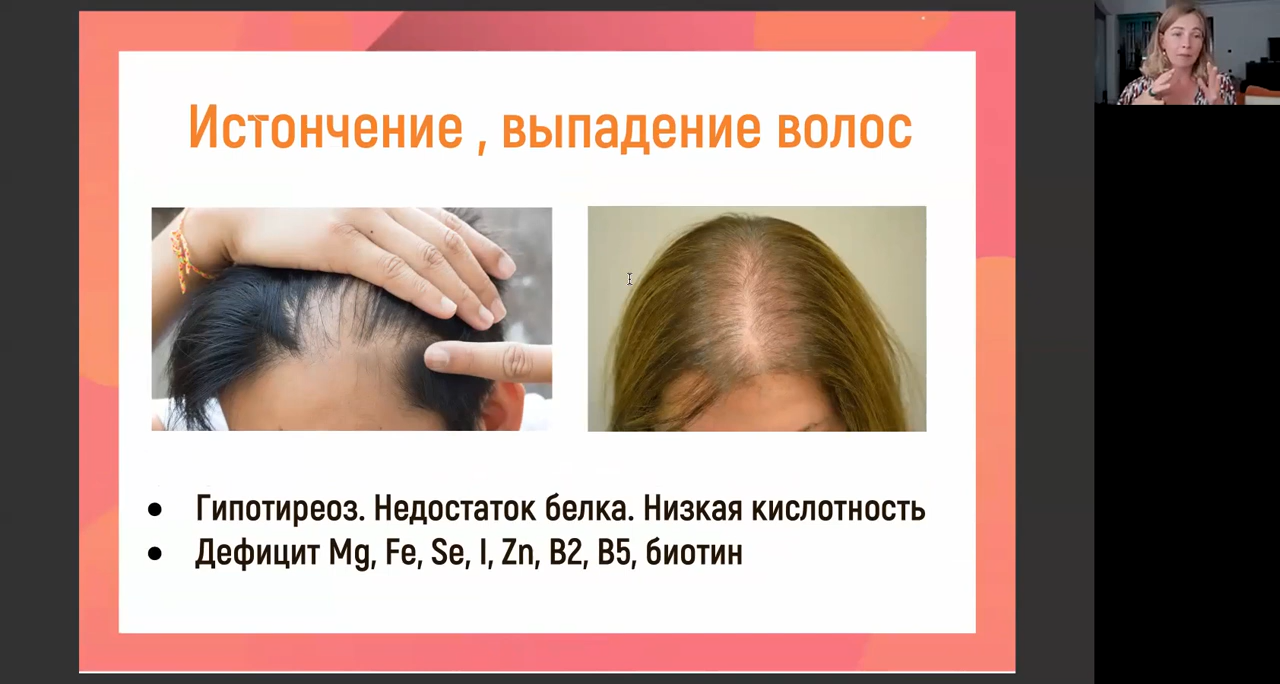 Истончение , выпадение волос
● Гипотиреоз. Недостаток белка. Низкая кислотность
● Дефицит Mg, Fe, Se, I, Zn, B2, B5, биотин